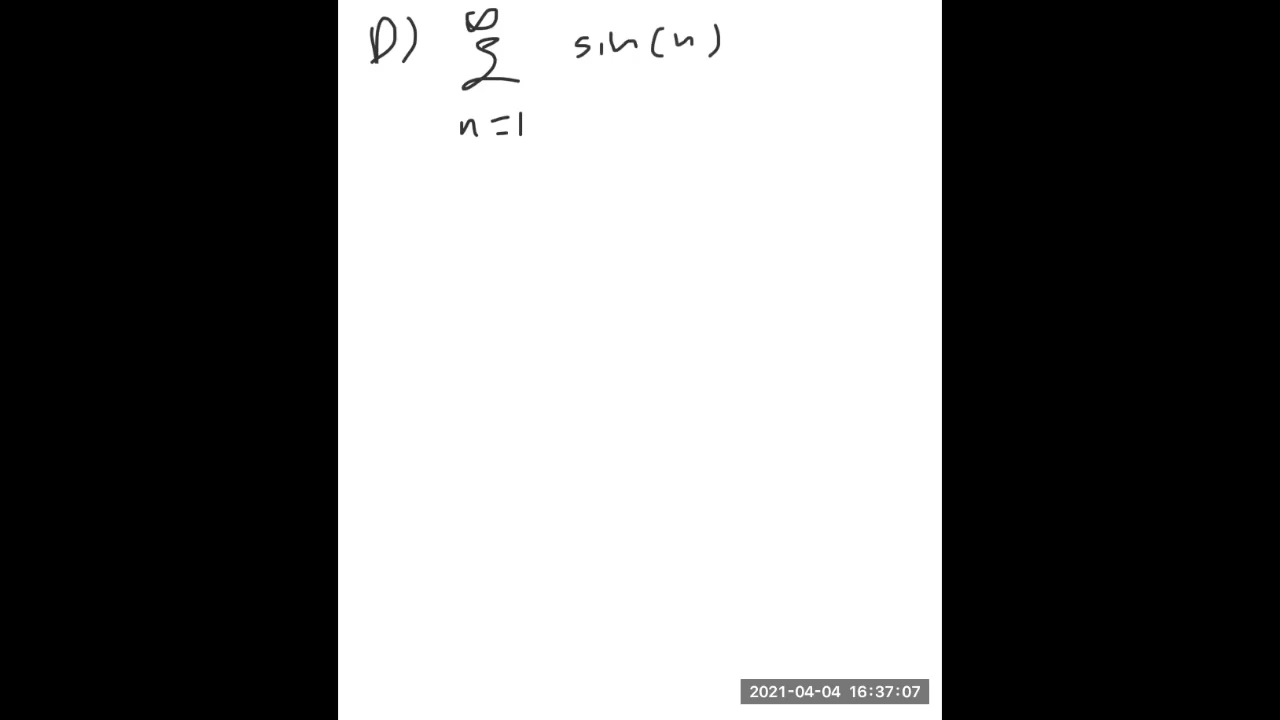 D) ∞
Σ sin(n)
n=1
2021-04-04 16:37:07